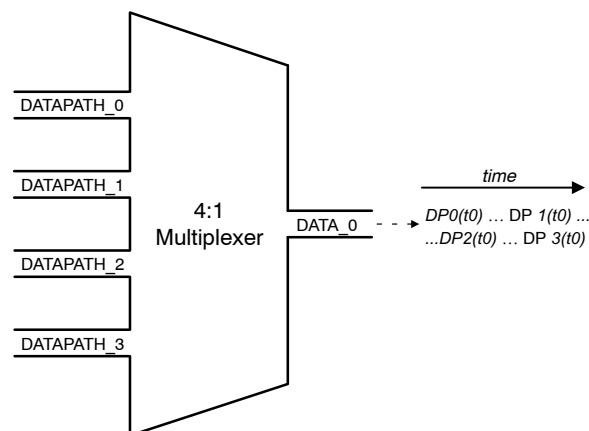 DATAPATH_0
DATAPATH_1
DATAPATH_2
DATAPATH_3
4:1
Multiplexer
DATA_0
time
DP0(t0) … DP 1(t0) ...
...DP2(t0) … DP 3(t0)